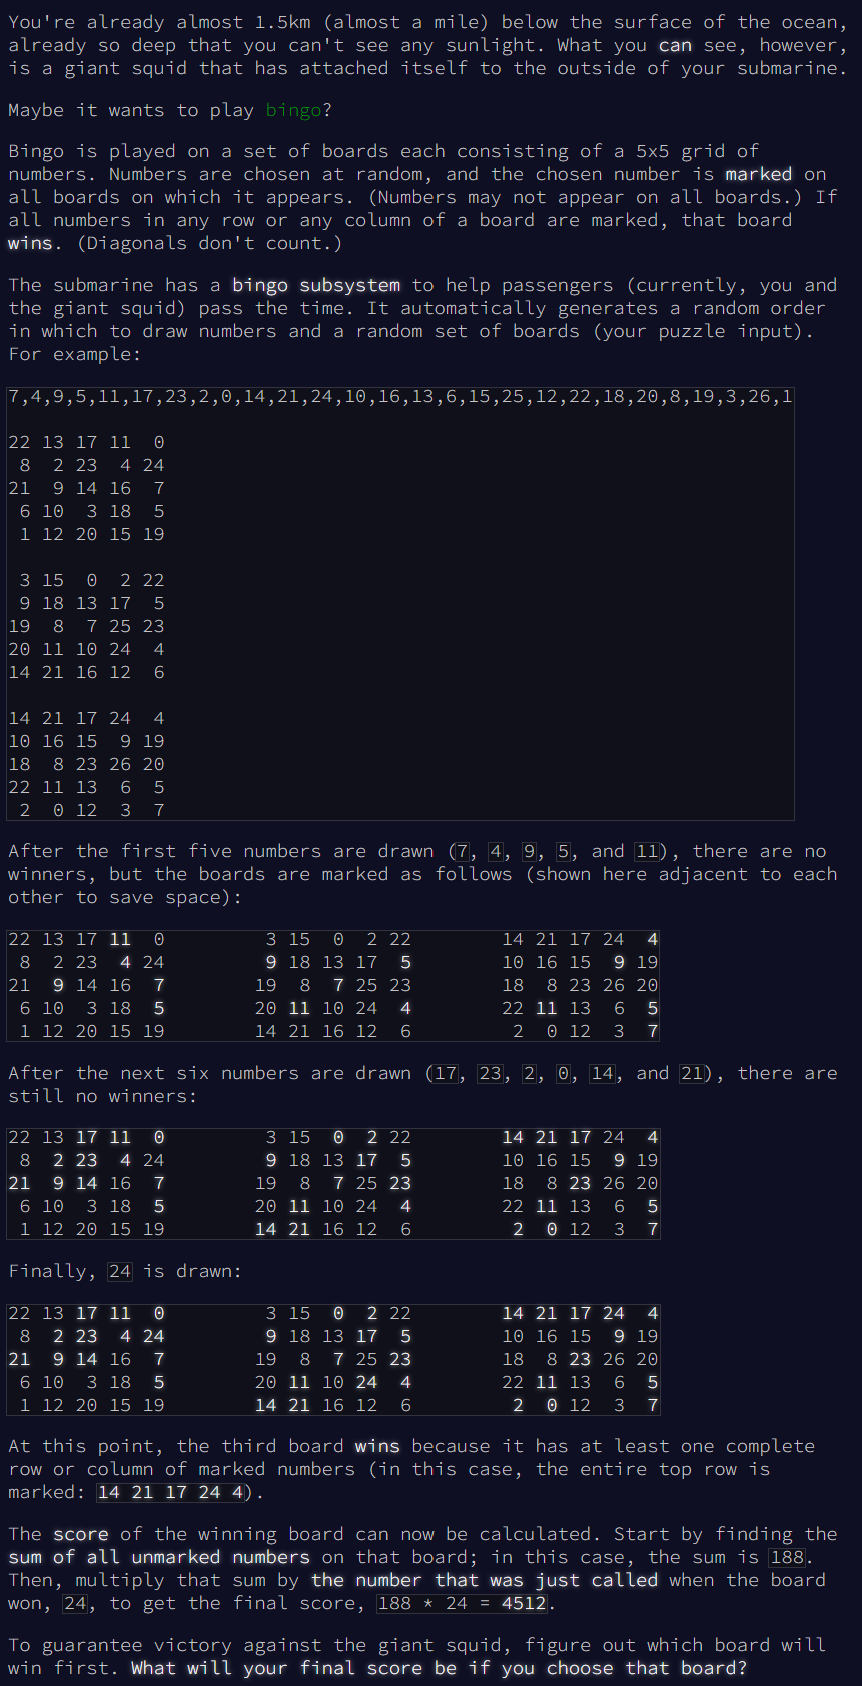 You're already almost 1.5km (almost a mile) below the surface of the ocean,
already so deep that you can't see any sunlight. What you can see, however,
is a giant squid that has attached itself to the outside of your submarine.

Maybe it wants to play bingo?

Bingo is played on a set of boards each consisting of a 5x5 grid of
numbers. Numbers are chosen at random, and the chosen number is marked on
all boards on which it appears. (Numbers may not appear on all boards.) If
all numbers in any row or any column of a board are marked, that board
wins. (Diagonals don't count.)

The submarine has a bingo subsystem to help passengers (currently, you and
the giant squid) pass the time. It automatically generates a random order
in which to draw numbers and a random set of boards (your puzzle input).
For example:

7,4,9,5,11,17,23,2,0,14,21,24,10,16,13,6,15,25,12,22,18,20,8,19,3,26,1

22 13 17 11  0
 8  2 23  4 24
21  9 14 16  7
 6 10  3 18  5
 1 12 20 15 19

 3 15  0  2 22
 9 18 13 17  5
19  8  7 25 23
20 11 10 24  4
14 21 16 12  6

14 21 17 24  4
10 16 15  9 19
18  8 23 26 20
22 11 13  6  5
 2  0 12  3  7

After the first five numbers are drawn (7, 4, 9, 5, and 11), there are no
winners, but the boards are marked as follows (shown here adjacent to each
other to save space):

22 13 17 11  0         3 15  0  2 22        14 21 17 24  4
 8  2 23  4 24         9 18 13 17  5        10 16 15  9 19
21  9 14 16  7        19  8  7 25 23        18  8 23 26 20
 6 10  3 18  5        20 11 10 24  4        22 11 13  6  5
 1 12 20 15 19        14 21 16 12  6         2  0 12  3  7

After the next six numbers are drawn (17, 23, 2, 0, 14, and 21), there are
still no winners:

22 13 17 11  0         3 15  0  2 22        14 21 17 24  4
 8  2 23  4 24         9 18 13 17  5        10 16 15  9 19
21  9 14 16  7        19  8  7 25 23        18  8 23 26 20
 6 10  3 18  5        20 11 10 24  4        22 11 13  6  5
 1 12 20 15 19        14 21 16 12  6         2  0 12  3  7

Finally, 24 is drawn:

22 13 17 11  0         3 15  0  2 22        14 21 17 24  4
 8  2 23  4 24         9 18 13 17  5        10 16 15  9 19
21  9 14 16  7        19  8  7 25 23        18  8 23 26 20
 6 10  3 18  5        20 11 10 24  4        22 11 13  6  5
 1 12 20 15 19        14 21 16 12  6         2  0 12  3  7

At this point, the third board wins because it has at least one complete
row or column of marked numbers (in this case, the entire top row is
marked: 14 21 17 24 4).

The score of the winning board can now be calculated. Start by finding the
sum of all unmarked numbers on that board; in this case, the sum is 188.
Then, multiply that sum by the number that was just called when the board
won, 24, to get the final score, 188 * 24 = 4512.

To guarantee victory against the giant squid, figure out which board will
win first. What will your final score be if you choose that board?